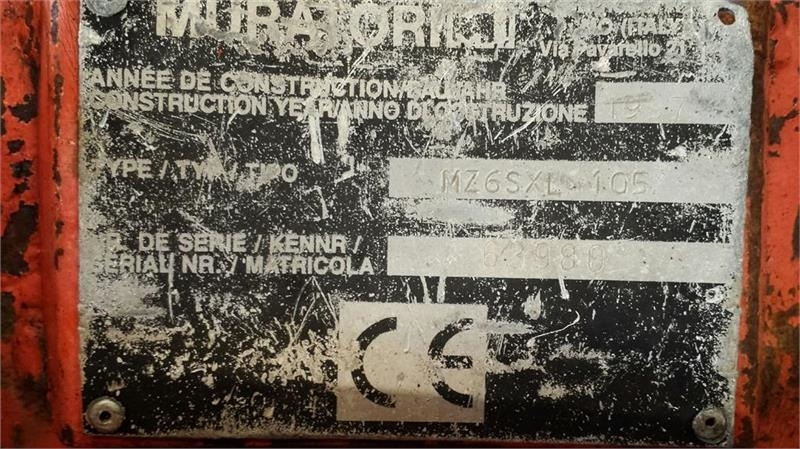 MURATORI
Via Pavarello 21
ANNÉE DE CONSTRUCTION/BAUJAHR
CONSTRUCTION YEAR/ANNO DI COSTRUZIONE
TYPE / TYP / TIPO MZ6SXL 105
NR. DE SERIE / KENNR /
SERIAL NR. / MATRICOLA
CE